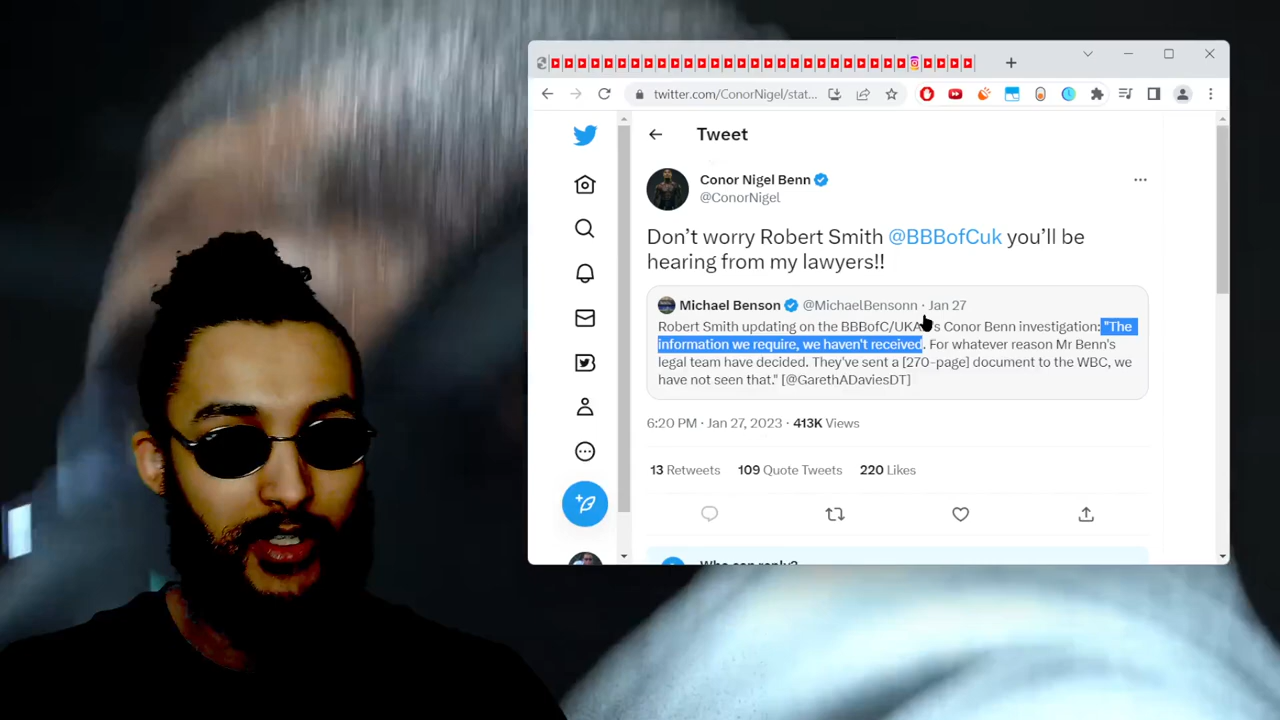 twitter.com/ConorNigel/stat...
Tweet
Conor Nigel Benn
@ConorNigel
Don’t worry Robert Smith @BBBofCuk you’ll be
hearing from my lawyers!!
Michael Benson @MichaelBensonn · Jan 27
Robert Smith updating on the BBBofC/UKA s Conor Benn investigation: "The
information we require, we haven't received. For whatever reason Mr Benn's
legal team have decided. They've sent a [270-page] document to the WBC, we
have not seen that." [@GarethADaviesDT]
6:20 PM · Jan 27, 2023 · 413K Views
13 Retweets 109 Quote Tweets 220 Likes
Who can reply?